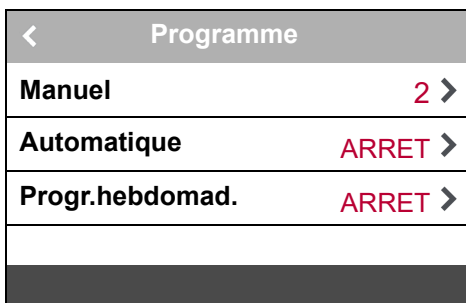 Programme
Manuel 2
Automatique ARRET
Progr.hebdomad. ARRET